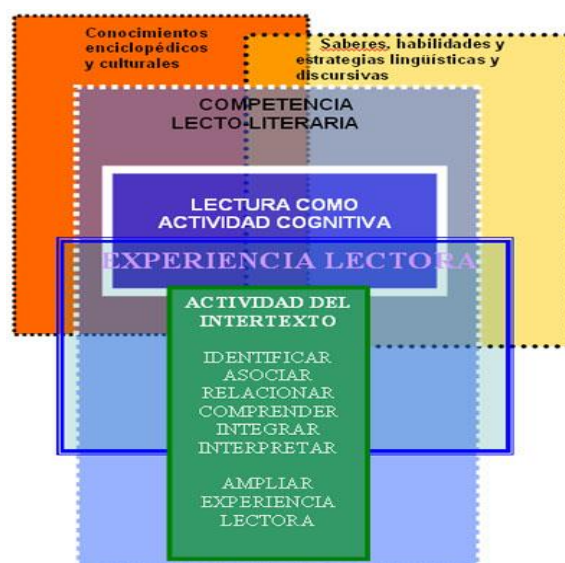 Conocimientos
enciclopédicos
y culturales
Saberes, habilidades y
estrategias lingüísticas y
discursivas
COMPETENCIA
LECTO-LITERARIA
LECTURA COMO
ACTIVIDAD COGNITIVA
EXPERIENCIA LECTORA
ACTIVIDAD DEL
INTERTEXTO
IDENTIFICAR
ASOCIAR
RELACIONAR
COMPRENDER
INTEGRAR
INTERPRETAR
AMPLIAR
EXPERIENCIA
LECTORA